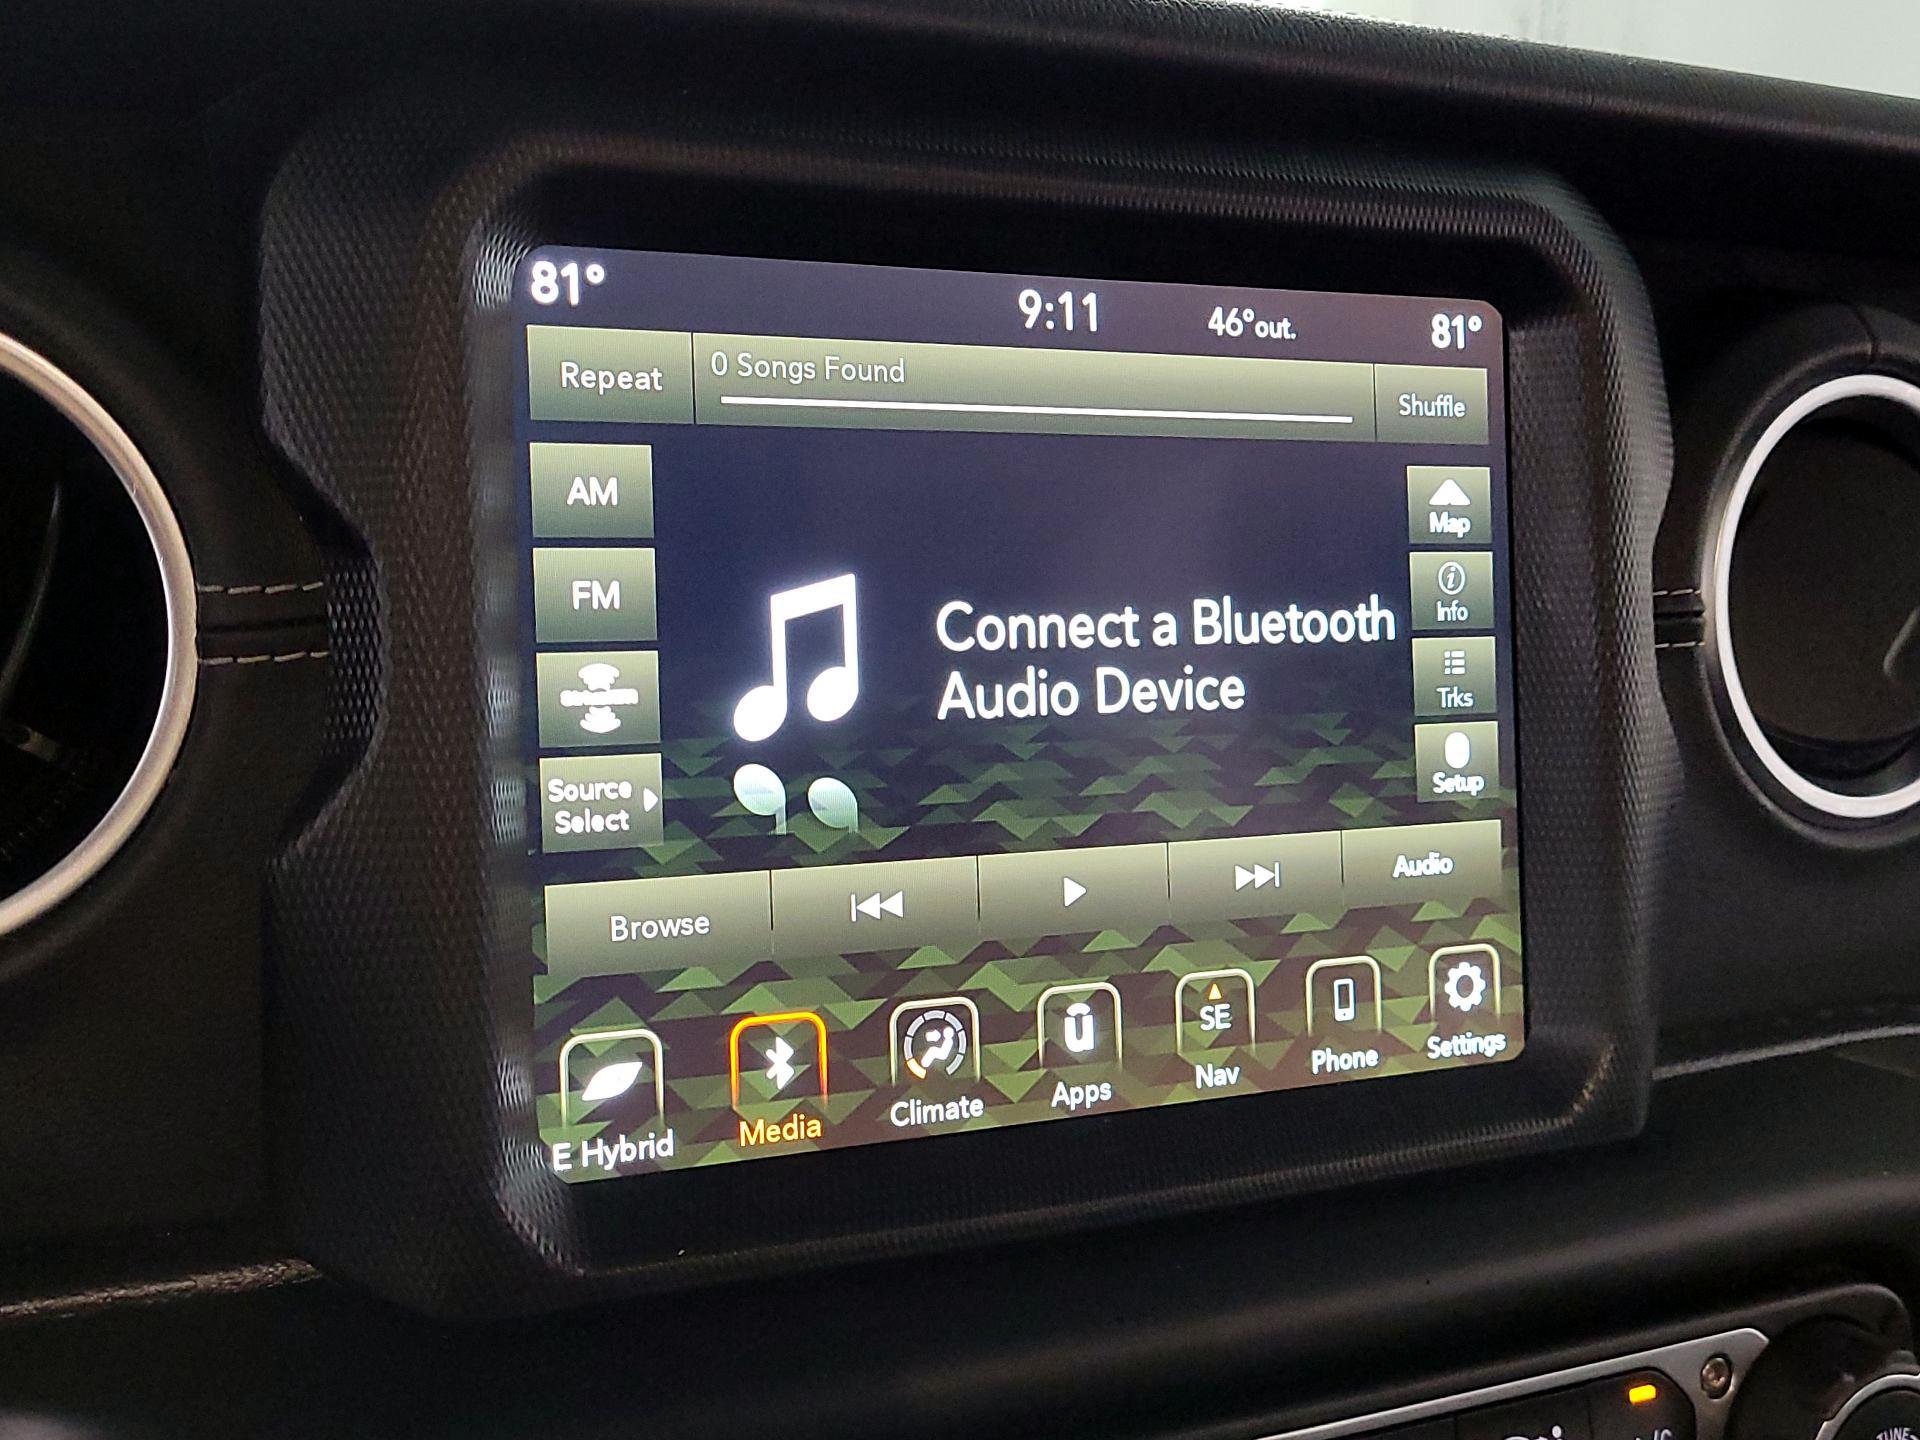 81°
9:11
46°out.
81°
Repeat
0 Songs Found
Shuffle
AM
FM
Source
Select
Connect a Bluetooth
Audio Device
Map
Info
Trks
Setup
Browse
Audio
E Hybrid
Media
Climate
Apps
SE
Nav
Phone
Settings
TUNE